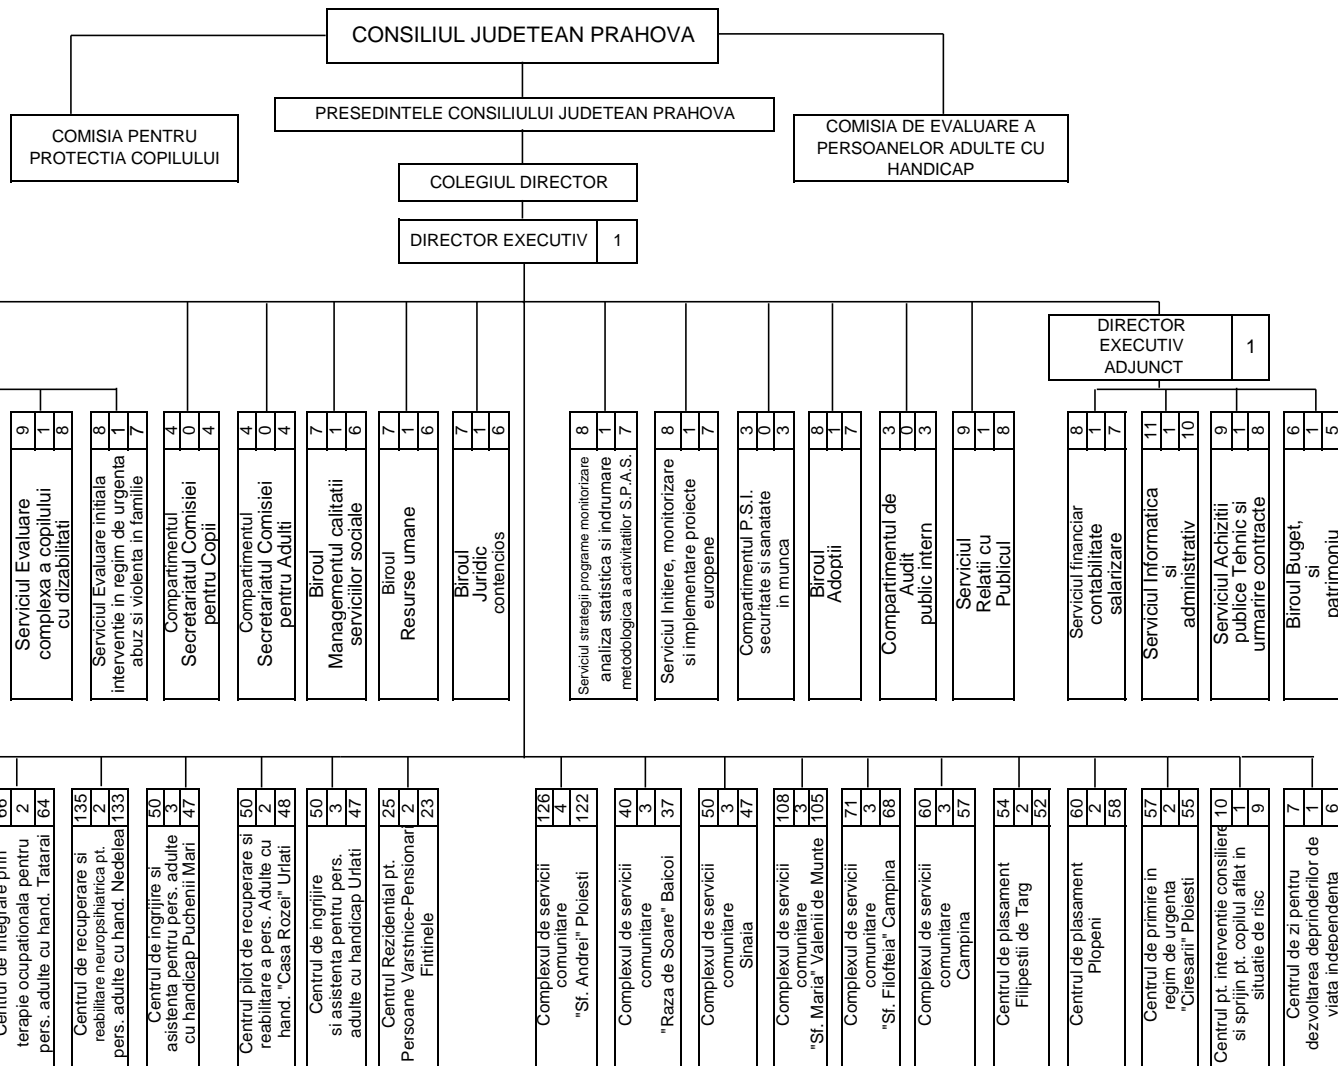 CONSILIUL JUDETEAN PRAHOVA
PRESEDINTELE CONSILIULUI JUDETEAN PRAHOVA
COMISIA PENTRU
PROTECTIA COPILULUI
COMISIA DE EVALUARE A
PERSOANELOR ADULTE CU
HANDICAP
COLEGIUL DIRECTOR
DIRECTOR EXECUTIV 1
DIRECTOR
EXECUTIV
ADJUNCT
1
9 1 8
Serviciul Evaluare
complexa a copilului
cu dizabilitati
8 1 7
Serviciul Evaluare initiala
interventie in regim de urgenta
abuz si violenta in familie
4 0 4
Compartimentul
Secretariatul Comisiei
pentru Copii
4 0 4
Compartimentul
Secretariatul Comisiei
pentru Adulti
7 1 6
Biroul
Managementul calitatii
serviciilor sociale
7 1 6
Biroul
Resurse umane
7 1 6
Biroul
Juridic
contencios
8 1 7
Serviciul strategii programe monitorizare
analiza statistica si indrumare
metodologica a activitatilor S.P.A.S.
8 1 7
Serviciul Initiere, monitorizare
si implementare proiecte
europene
3 0 3
Compartimentul P.S.I.
securitate si sanatate
in munca
8 1 7
Biroul
Adoptii
3 0 3
Compartimentul de
Audit
public intern
9 1 8
Serviciul
Relatii cu
Publicul
8 1 7
Serviciul financiar
contabilitate
salarizare
11 1 10
Serviciul Informatica
si
administrativ
9 1 8
Serviciul Achizitii
publice Tehnic si
urmarire contracte
6 1 5
Biroul Buget,
si
patrimoniu
66 2 64
Centrul de integrare prin
terapie ocupationala pentru
pers. adulte cu hand. Tatarai
135 2 133
Centrul de recuperare si
reabilitare neuropsihiatrica pt.
pers. adulte cu hand. Nedelea
50 3 47
Centrul de ingrijire si
asistenta pentru pers. adulte
cu handicap Puchenii Mari
50 2 48
Centrul pilot de recuperare si
reabilitare a pers. Adulte cu
hand. "Casa Rozei" Urlati
50 3 47
Centrul de ingrijire
si asistenta pentru pers.
adulte cu handicap Urlati
25 2 23
Centrul Rezidential pt.
Persoane Varstnice-Pensionari
Fintinele
126 4 122
Complexul de servicii
comunitare
"Sf. Andrei" Ploiesti
40 3 37
Complexul de servicii
comunitare
"Raza de Soare" Baicoi
50 3 47
Complexul de servicii
comunitare
Sinaia
108 3 105
Complexul de servicii
comunitare
"Sf. Maria" Valenii de Munte
71 3 68
Complexul de servicii
comunitare
"Sf. Filofteia" Campina
60 3 57
Complexul de servicii
comunitare
Campina
54 2 52
Centrul de plasament
Filipestii de Targ
60 2 58
Centrul de plasament
Plopeni
57 2 55
Centrul de primire in
regim de urgenta
"Ciresarii" Ploiesti
10 1 9
Centrul pt. interventie consiliere
si sprijin pt. copilul aflat in
situatie de risc
7 1 6
Centrul de zi pentru
dezvoltarea deprinderilor de
viata independenta